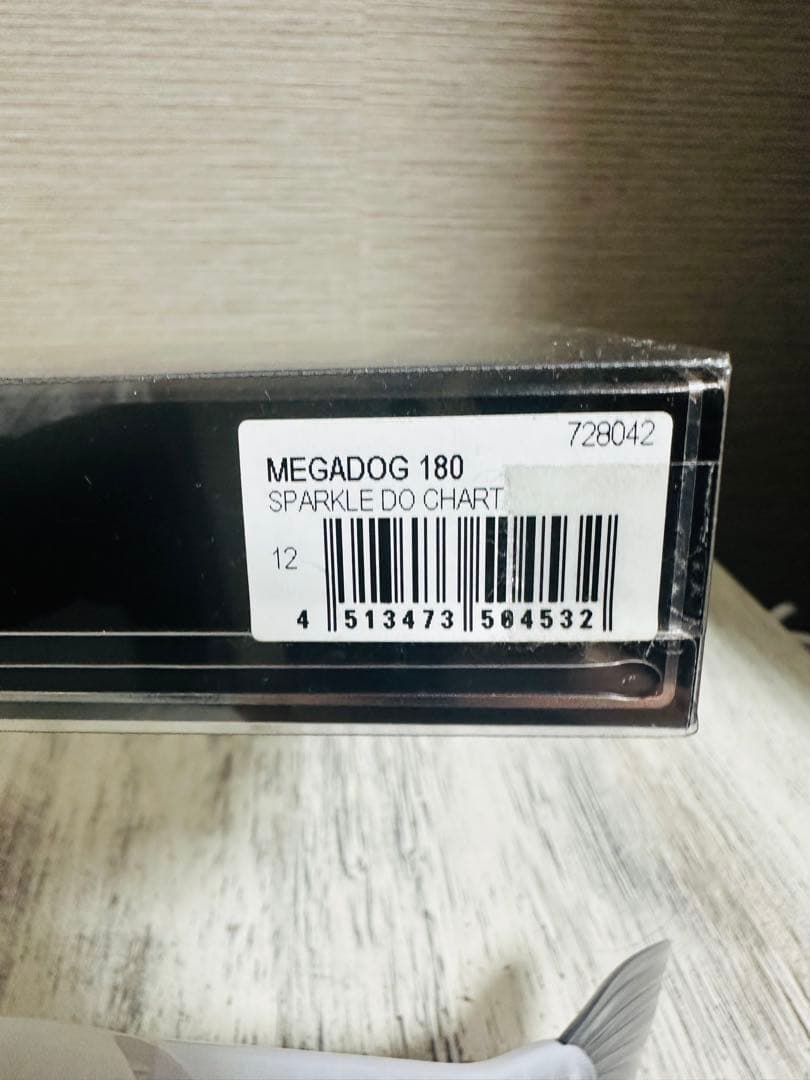 728042
MEGADOG 180
SPARKLE DO CHART
12
4 513473 504532